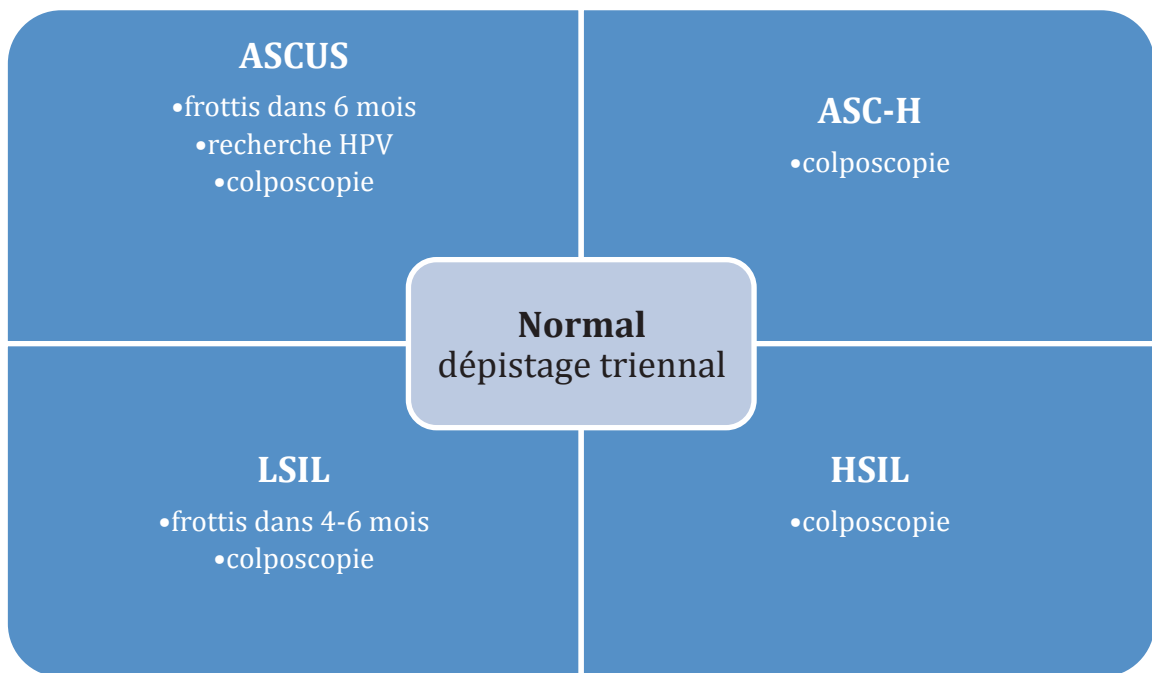 ASCUS
•frottis dans 6 mois
•recherche HPV
•colposcopie
ASC-H
•colposcopie
Normal
dépistage triennal
LSIL
•frottis dans 4-6 mois
•colposcopie
HSIL
•colposcopie